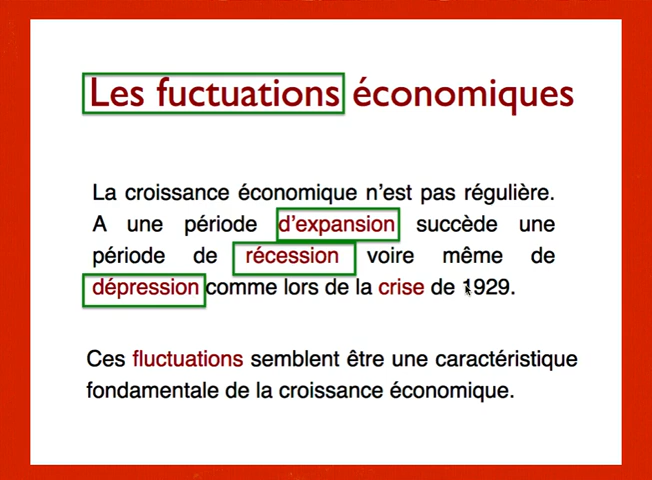 Les fuctuations économiques
La croissance économique n'est pas régulière.
A une période d'expansion succède une
période de récession voire même de
dépression comme lors de la crise de 1929.
Ces fluctuations semblent être une caractéristique
fondamentale de la croissance économique.